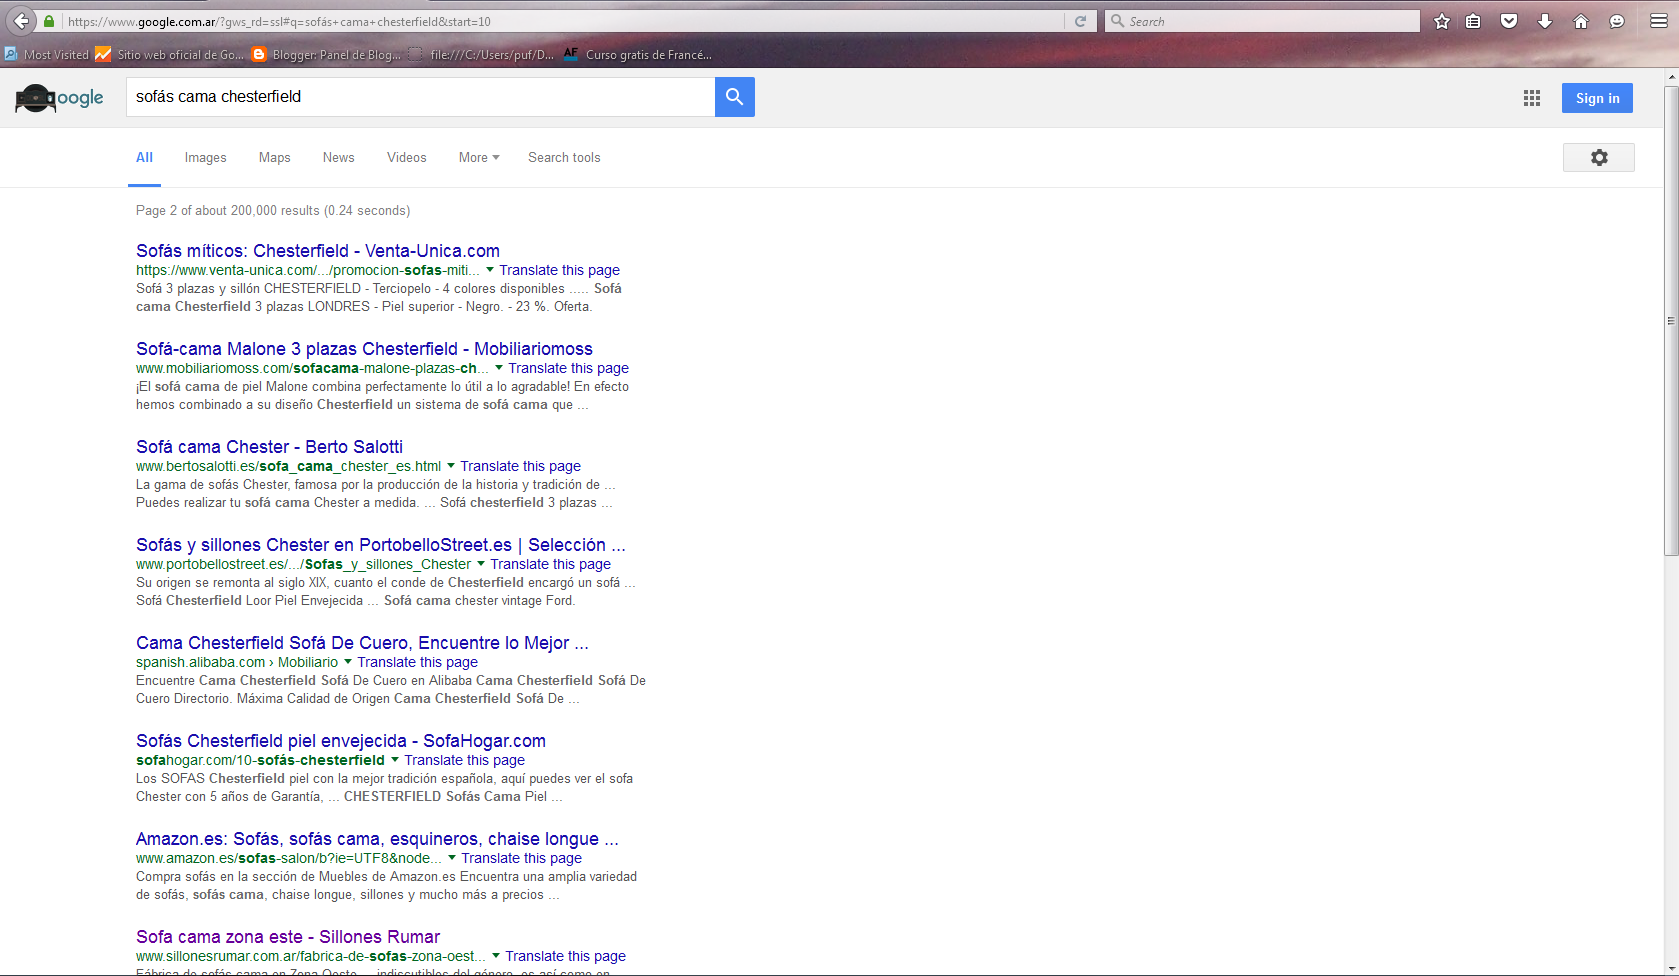 https://www.google.com.ar/?gws_rd=ssl#q=sofás+cama+chesterfield&start=10
Search
Most Visited Sitio web oficial de Go... Blogger: Panel de Blog... file:///C:/Users/puf/D... AF Curso gratis de Francé...
oogle sofás cama chesterfield Sign in
All Images Maps News Videos More Search tools
Page 2 of about 200,000 results (0.24 seconds)
Sofás míticos: Chesterfield - Venta-Unica.com
https://www.venta-unica.com/.../promocion-sofas-miti... Translate this page
Sofá 3 plazas y sillón CHESTERFIELD - Terciopelo - 4 colores disponibles ..... Sofá
cama Chesterfield 3 plazas LONDRES - Piel superior - Negro. - 23 %. Oferta.
Sofá-cama Malone 3 plazas Chesterfield - Mobiliariomoss
www.mobiliariomoss.com/sofacama-malone-plazas-ch... Translate this page
¡El sofá cama de piel Malone combina perfectamente lo útil a lo agradable! En efecto
hemos combinado a su diseño Chesterfield un sistema de sofá cama que ...
Sofá cama Chester - Berto Salotti
www.bertosalotti.es/sofa_cama_chester_es.html Translate this page
La gama de sofás Chester, famosa por la producción de la historia y tradición de ...
Puedes realizar tu sofá cama Chester a medida. ... Sofá chesterfield 3 plazas ...
Sofás y sillones Chester en PortobelloStreet.es | Selección ...
www.portobellostreet.es/.../Sofas_y_sillones_Chester Translate this page
Su origen se remonta al siglo XIX, cuanto el conde de Chesterfield encargó un sofá ...
Sofá Chesterfield Loor Piel Envejecida ... Sofá cama chester vintage Ford.
Cama Chesterfield Sofá De Cuero, Encuentre lo Mejor ...
spanish.alibaba.com › Mobiliario Translate this page
Encuentre Cama Chesterfield Sofá De Cuero en Alibaba Cama Chesterfield Sofá De
Cuero Directorio. Máxima Calidad de Origen Cama Chesterfield Sofá De ...
Sofás Chesterfield piel envejecida - SofaHogar.com
sofahogar.com/10-sofás-chesterfield Translate this page
Los SOFAS Chesterfield piel con la mejor tradición española, aquí puedes ver el sofa
Chester con 5 años de Garantía, ... CHESTERFIELD Sofás Cama Piel ...
Amazon.es: Sofás, sofás cama, esquineros, chaise longue ...
www.amazon.es/sofas-salon/b?ie=UTF8&node... Translate this page
Compra sofás en la sección de Muebles de Amazon.es Encuentra una amplia variedad
de sofás, sofás cama, chaise longue, sillones y mucho más a precios ...
Sofa cama zona este - Sillones Rumar
www.sillonesrumar.com.ar/fabrica-de-sofas-zona-oest... Translate this page
Fábrica de sofás cama en Zona Oeste ... indiscutibles del género, es así como en